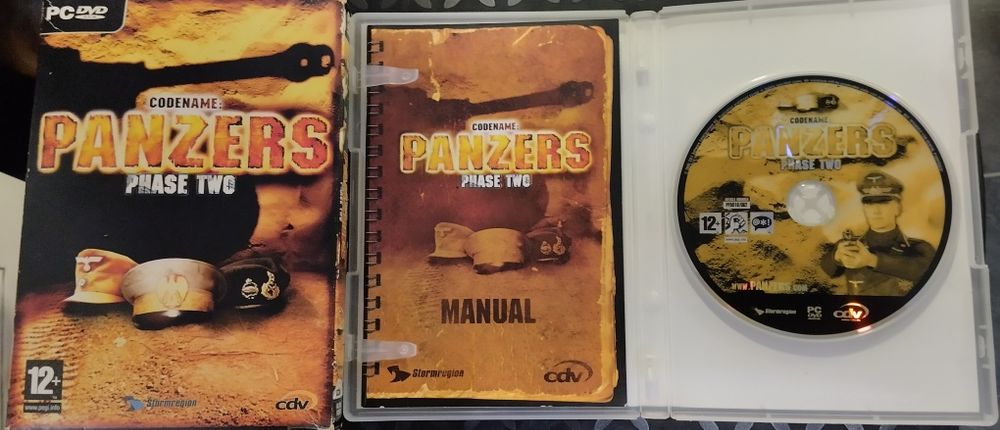 PC DVD
CODENAME:
PANZERS
PHASE TWO
12+
www.pegi.info
Stormregion
cdv
CODENAME:
PANZERS
PHASE TWO
MANUAL
Stormregion
cdv
CODENAME:
PANZERS
PHASE TWO
12+
@*!
www.PANZERS.com
Stormregion
PC DVD
cdv